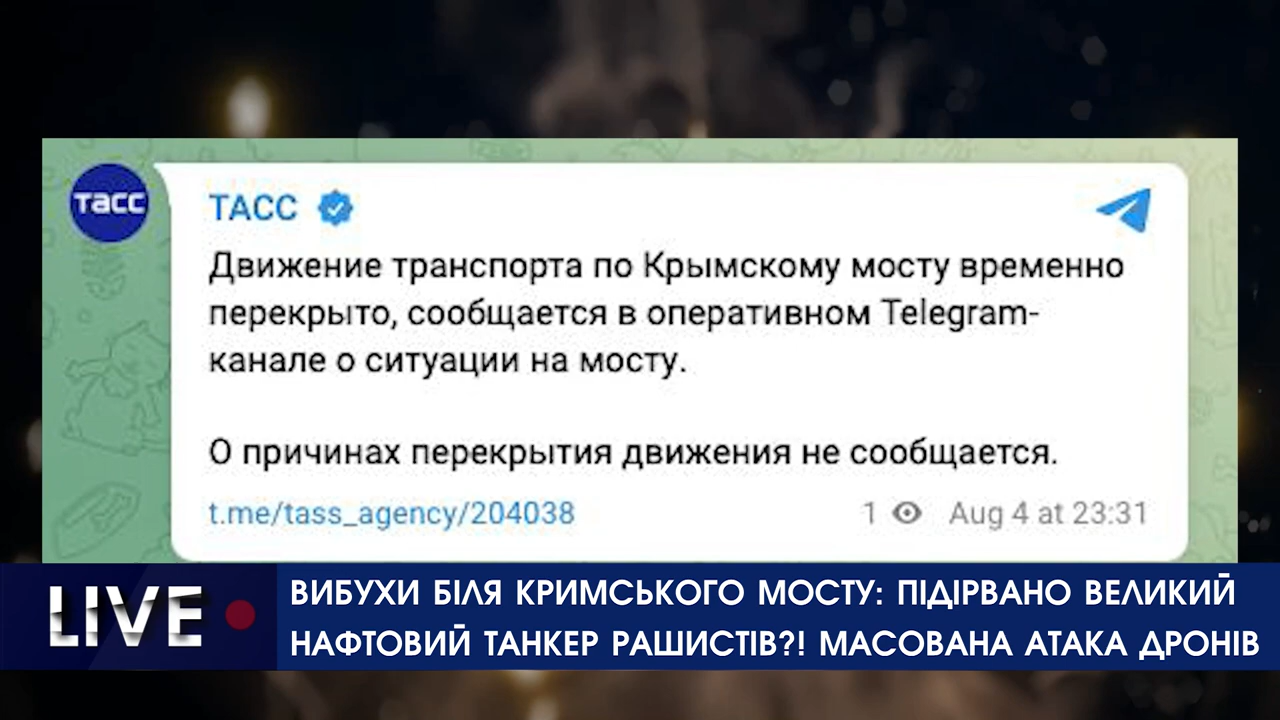 тасс
ТАСС
Движение транспорта по Крымскому мосту временно
перекрыто, сообщается в оперативном Telegram-
канале о ситуации на мосту.
О причинах перекрытия движения не сообщается.
t.me/tass_agency/204038
1 Aug 4 at 23:31
LIVE
ВИБУХИ БІЛЯ КРИМСЬКОГО МОСТУ: ПІДІРВАНО ВЕЛИКИЙ
НАФТОВИЙ ТАНКЕР РАШИСТІВ?! МАСОВАНА АТАКА ДРОНІВ